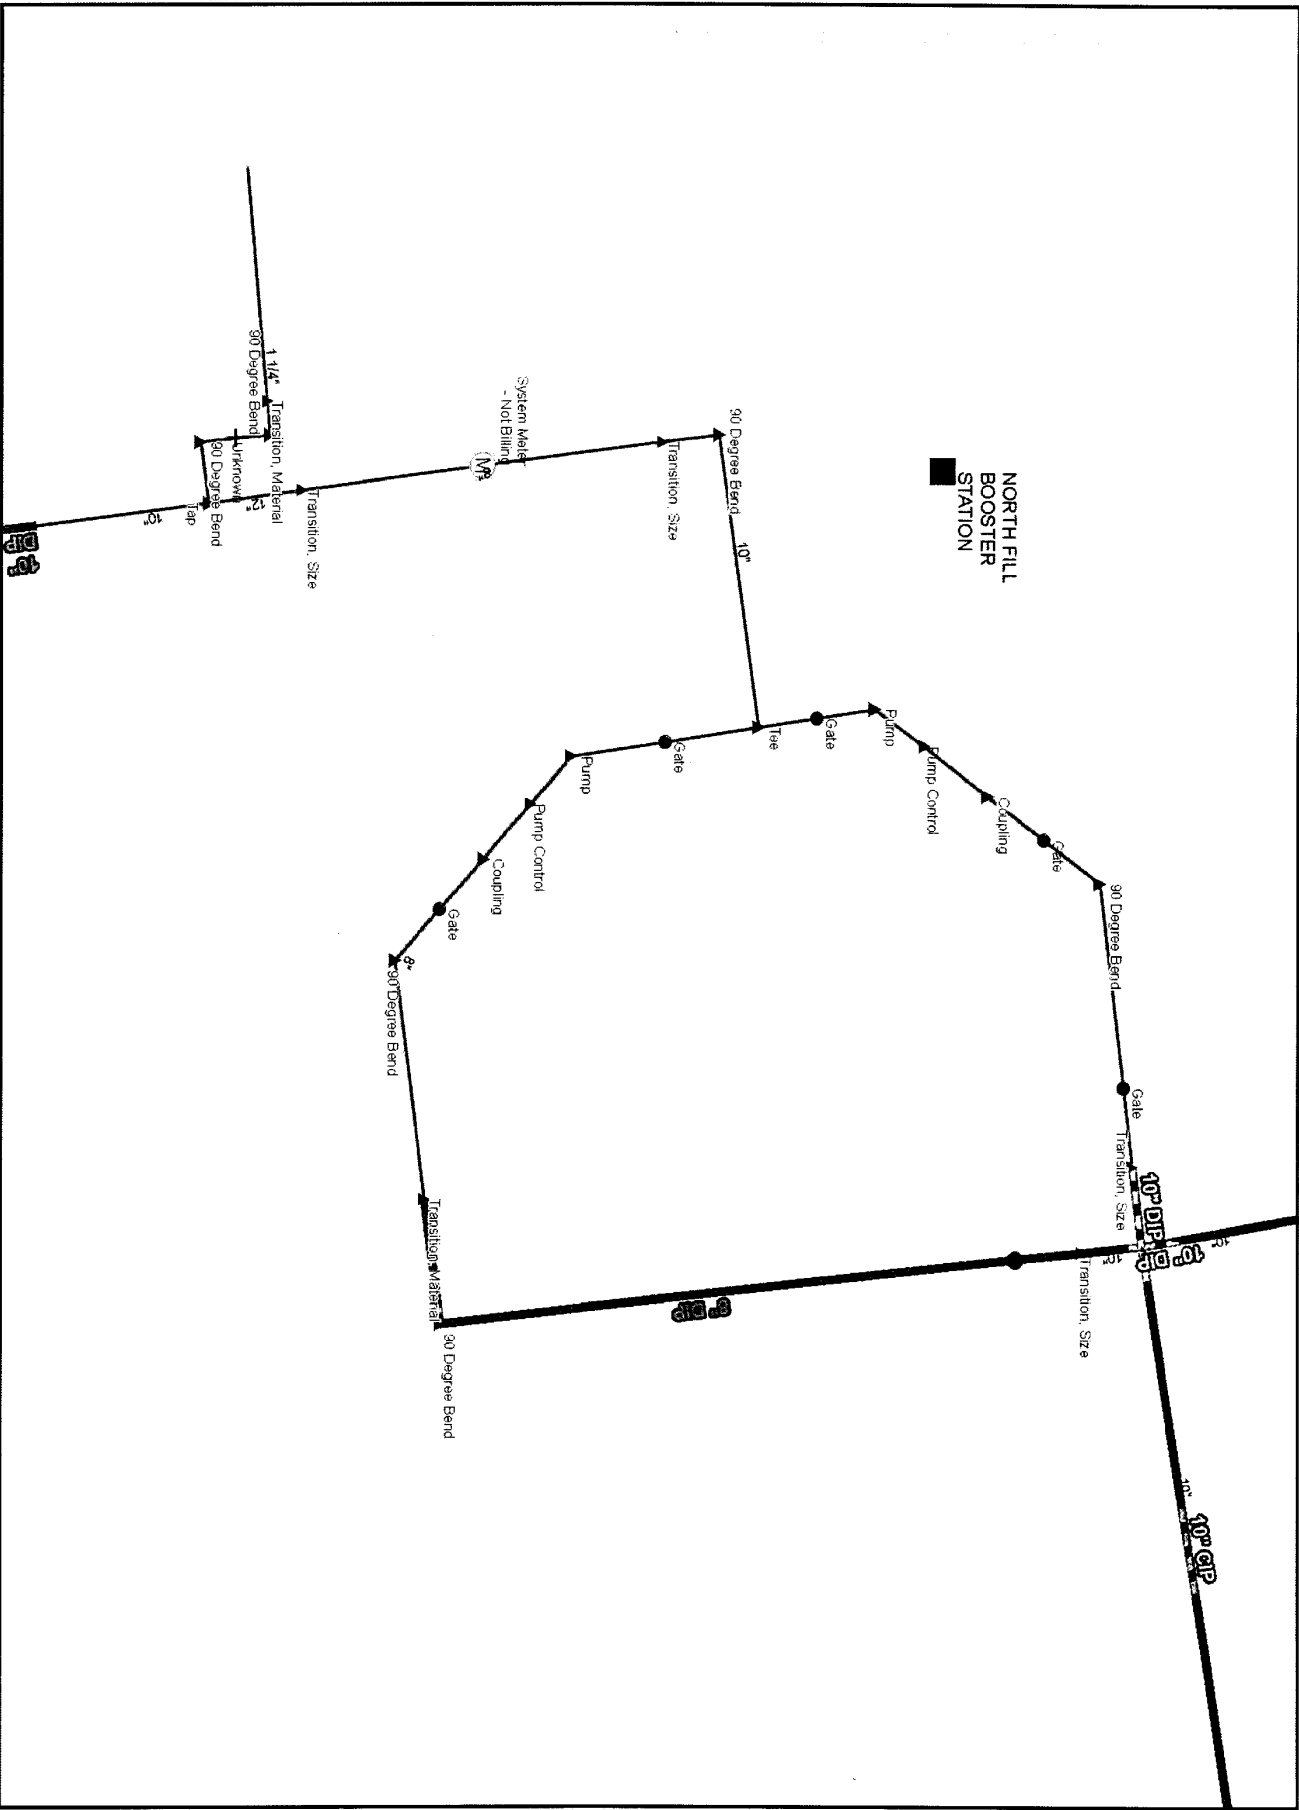 NORTH FILL
BOOSTER
STATION
10" DIP
10"
DIP
10"
10"
Transition, Size
Transition, Size
10"
10" CIP
Gate
90 Degree Bend
Gate
Coupling
Pump Control
Pump
Gate
Tee
Gate
Pump
Pump Control
Coupling
Gate
8"
90 Degree Bend
Transition, Material
90 Degree Bend
8"
DIP
90 Degree Bend
10"
Transition, Size
System Meter
- Not Billing
M
8"
Transition, Size
Transition, Material
1 1/4"
90 Degree Bend
Unknown
2"
90 Degree Bend
Tap
10"
10"
DIP